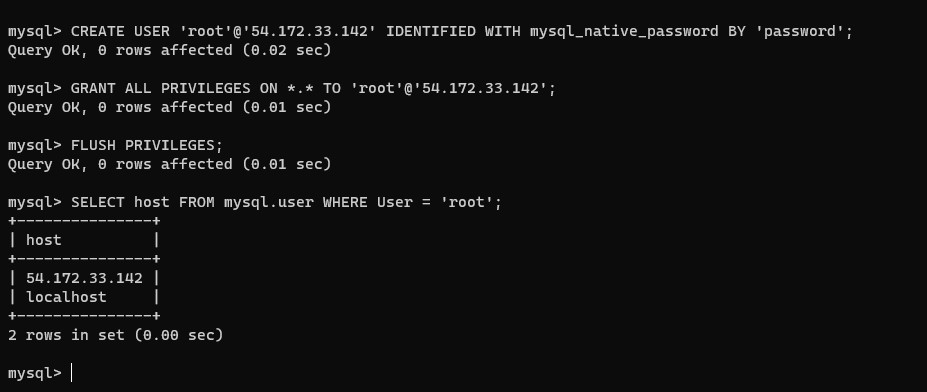 mysql> CREATE USER 'root'@'54.172.33.142' IDENTIFIED WITH mysql_native_password BY 'password';
Query OK, 0 rows affected (0.02 sec)
mysql> GRANT ALL PRIVILEGES ON *.* TO 'root'@'54.172.33.142';
Query OK, 0 rows affected (0.01 sec)
mysql> FLUSH PRIVILEGES;
Query OK, 0 rows affected (0.01 sec)
mysql> SELECT host FROM mysql.user WHERE User = 'root';
+---------------+
| host          |
+---------------+
| 54.172.33.142 |
| localhost     |
+---------------+
2 rows in set (0.00 sec)
mysql>